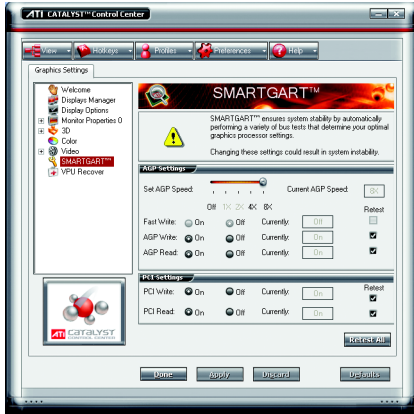 ATI CATALYST™ Control Center
View Hotkeys Profiles Preferences Help
Graphics Settings
Welcome
Displays Manager
Display Options
Monitor Properties 0
3D
Color
Video
SMARTGART™
VPU Recover
ATI CATALYST
CONTROL CENTER
SMARTGART™
SMARTGART™ ensures system stability by automatically
performing a variety of bus tests that determine your optimal
graphics processor settings.
Changing these settings could result in system instability.
AGP Settings
Set AGP Speed: Current AGP Speed: 8X
Off 1X 2X 4X 8X
Retest
Fast Write: On Off Currently: Off
AGP Write: On Off Currently: On
AGP Read: On Off Currently: On
PCI Settings
Retest
PCI Write: On Off Currently: On
PCI Read: On Off Currently: On
Retest All
Done Apply Discard Defaults